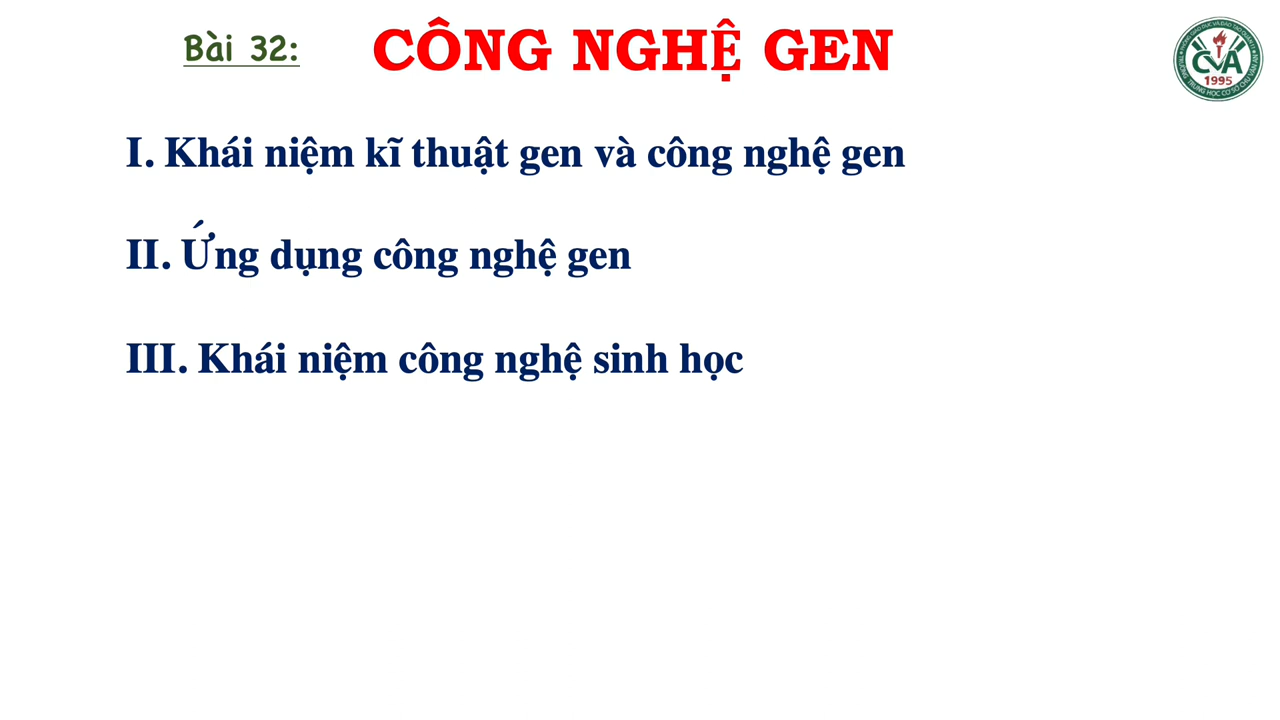 Bài 32: CÔNG NGHỆ GEN
I. Khái niệm kĩ thuật gen và công nghệ gen
II. Ứng dụng công nghệ gen
III. Khái niệm công nghệ sinh học
CVA
1995